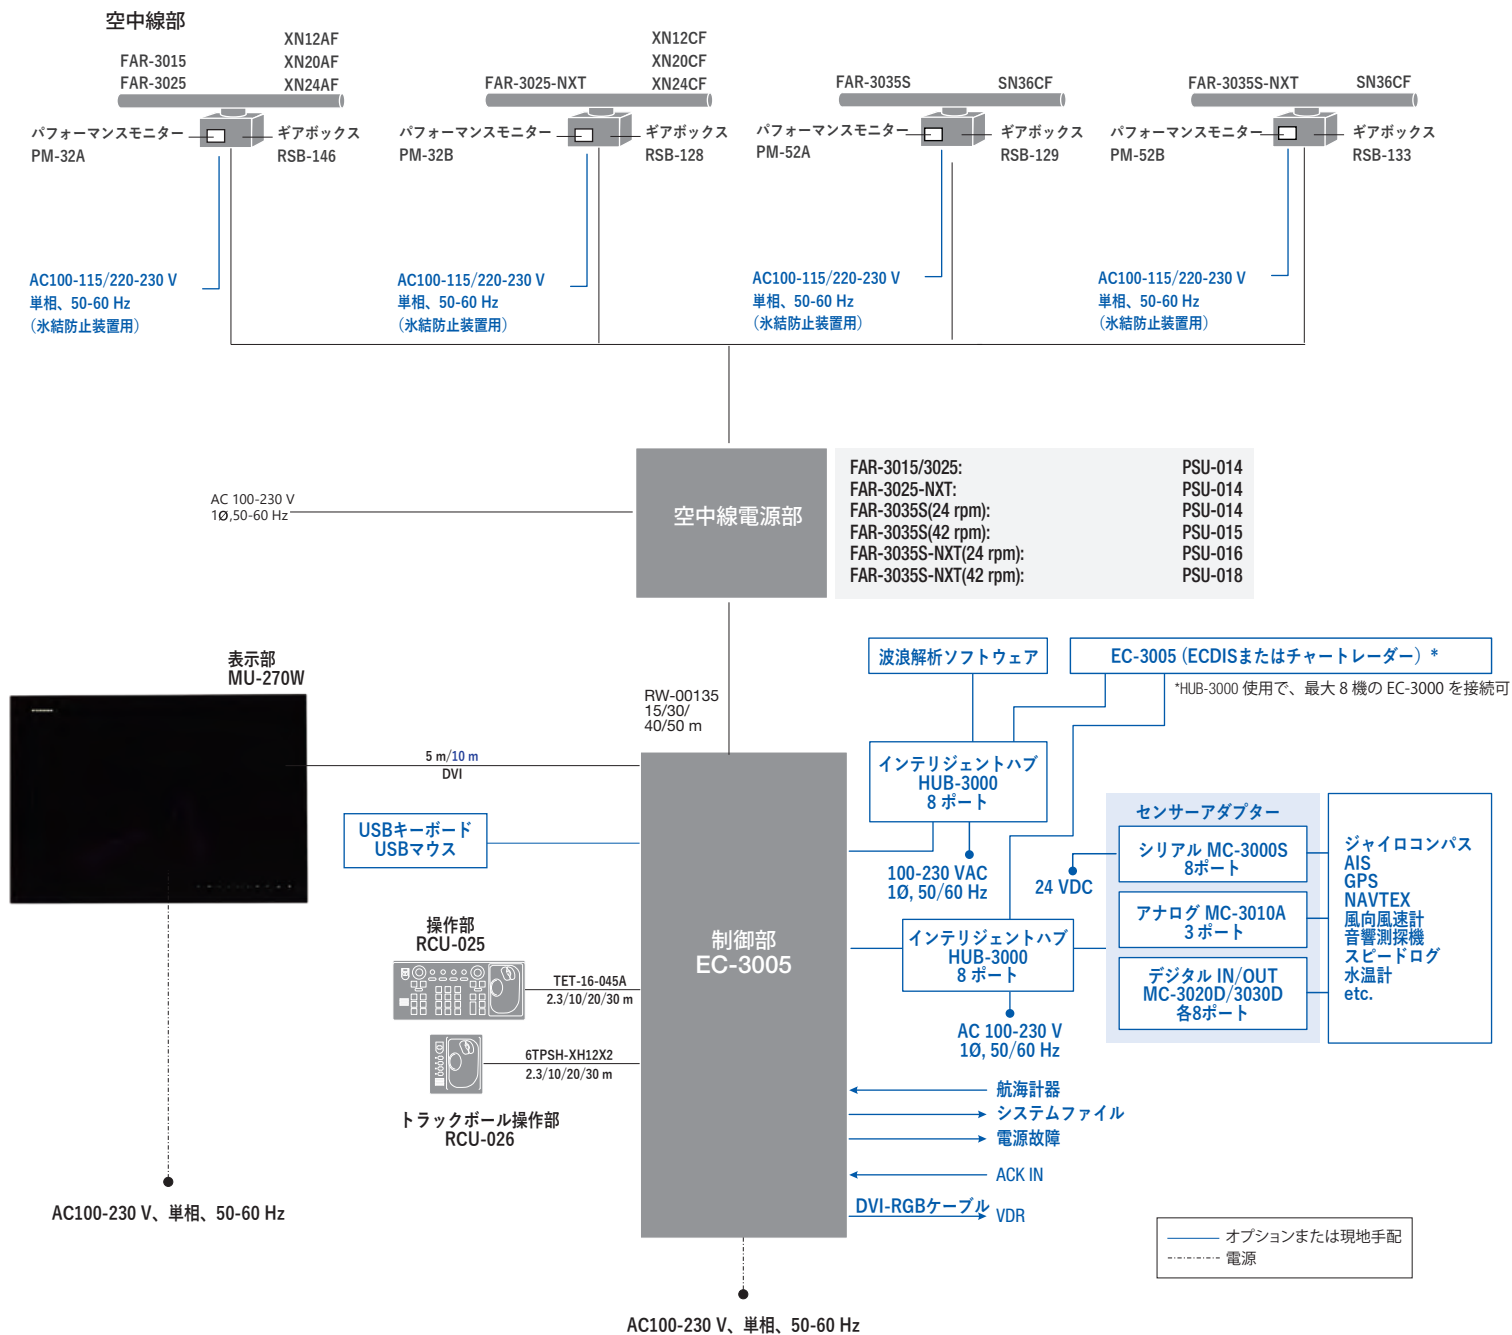 空中線部
FAR-3015
FAR-3025
XN12AF
XN20AF
XN24AF
パフォーマンスモニター
PM-32A
ギアボックス
RSB-146
AC100-115/220-230 V
単相、50-60 Hz
（氷結防止装置用）
FAR-3025-NXT
XN12CF
XN20CF
XN24CF
パフォーマンスモニター
PM-32B
ギアボックス
RSB-128
AC100-115/220-230 V
単相、50-60 Hz
（氷結防止装置用）
FAR-3035S
SN36CF
パフォーマンスモニター
PM-52A
ギアボックス
RSB-129
AC100-115/220-230 V
単相、50-60 Hz
（氷結防止装置用）
FAR-3035S-NXT
SN36CF
パフォーマンスモニター
PM-52B
ギアボックス
RSB-133
AC100-115/220-230 V
単相、50-60 Hz
（氷結防止装置用）
AC 100-230 V
1Ø,50-60 Hz
空中線電源部
FAR-3015/3025: PSU-014
FAR-3025-NXT: PSU-014
FAR-3035S(24 rpm): PSU-014
FAR-3035S(42 rpm): PSU-015
FAR-3035S-NXT(24 rpm): PSU-016
FAR-3035S-NXT(42 rpm): PSU-018
表示部
MU-270W
RW-00135
15/30/
40/50 m
5 m/10 m
DVI
USBキーボード
USBマウス
操作部
RCU-025
TET-16-045A
2.3/10/20/30 m
6TPSH-XH12X2
2.3/10/20/30 m
トラックボール操作部
RCU-026
AC100-230 V、単相、50-60 Hz
制御部
EC-3005
AC100-230 V、単相、50-60 Hz
波浪解析ソフトウェア
EC-3005 (ECDISまたはチャートレーダー）*
*HUB-3000 使用で、最大 8 機の EC-3000 を接続可
インテリジェントハブ
HUB-3000
8 ポート
100-230 VAC
1Ø, 50/60 Hz
インテリジェントハブ
HUB-3000
8 ポート
AC 100-230 V
1Ø, 50/60 Hz
24 VDC
センサーアダプター
シリアル MC-3000S
8ポート
アナログ MC-3010A
3 ポート
デジタル IN/OUT
MC-3020D/3030D
各8ポート
ジャイロコンパス
AIS
GPS
NAVTEX
風向風速計
音響測探機
スピードログ
水温計
etc.
航海計器
システムファイル
電源故障
ACK IN
DVI-RGBケーブル
VDR
オプションまたは現地手配
電源